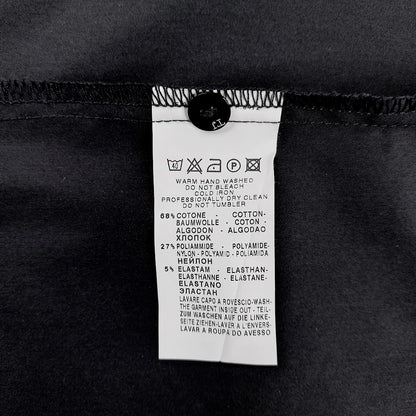 40 P
WARM HAND WASHED
DO NOT BLEACH
COLD IRON
PROFESSIONALLY DRY CLEAN
DO NOT TUMBLER
68% COTONE - COTTON-
BAUMWOLLE - COTON -
ALGODON - ALGODAO
ХЛОПОК
27% POLIAMMIDE - POLYAMIDE-
NYLON - POLYAMID - POLIAMIDA
НЕЙЛОН
5% ELASTAM - ELASTHAN-
ELASTHANNE - ELASTANE-
ELASTANO
ЭЛАСТАН
LAVARE CAPO A ROVESCIO-WASH-
THE GARMENT INSIDE OUT - TEIL-
ZUM WASCHEN AUF DIE LINKE-
SEITE ZIEHEN-LAVER A L'ENVERS-
LAVAR A ROUPA DO AVESSO